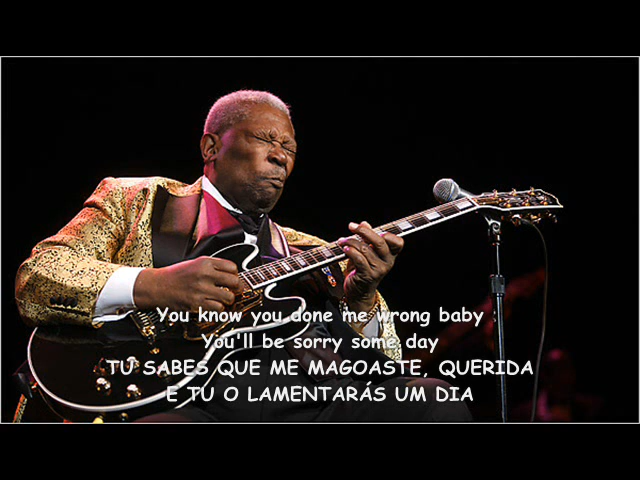 You know you done me wrong baby
You'll be sorry some day
TU SABES QUE ME MAGOASTE, QUERIDA
E TU O LAMENTARÁS UM DIA